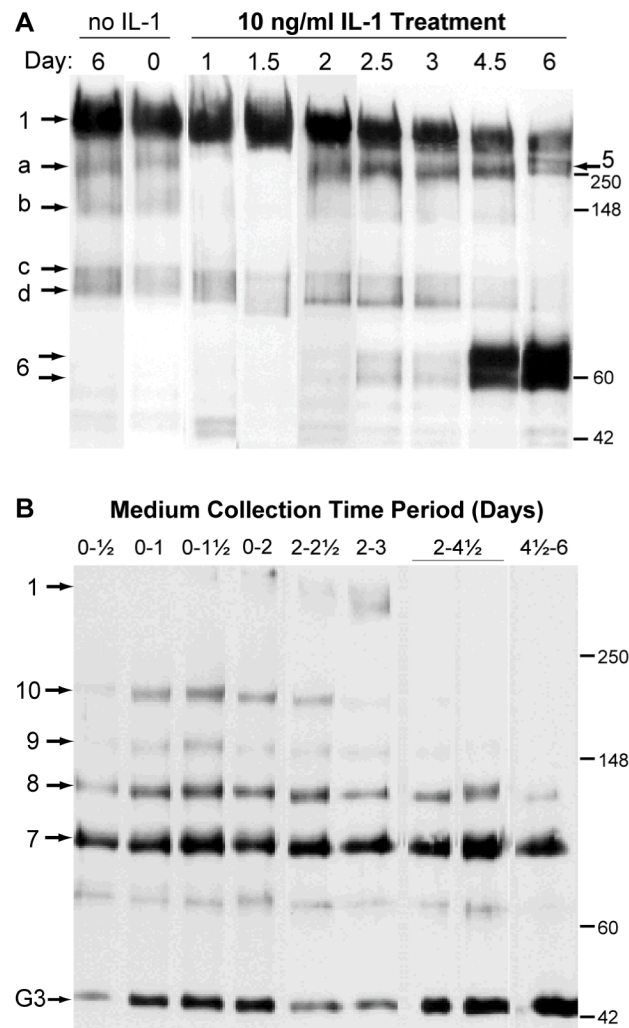 A no IL-1 10 ng/ml IL-1 Treatment
Day: 6 0 1 1.5 2 2.5 3 4.5 6
1
a
5
250
b
148
c
d
6
60
42
B Medium Collection Time Period (Days)
0-½ 0-1 0-1½ 0-2 2-2½ 2-3 2-4½ 4½-6
1
250
10
9
148
8
7
60
G3
42